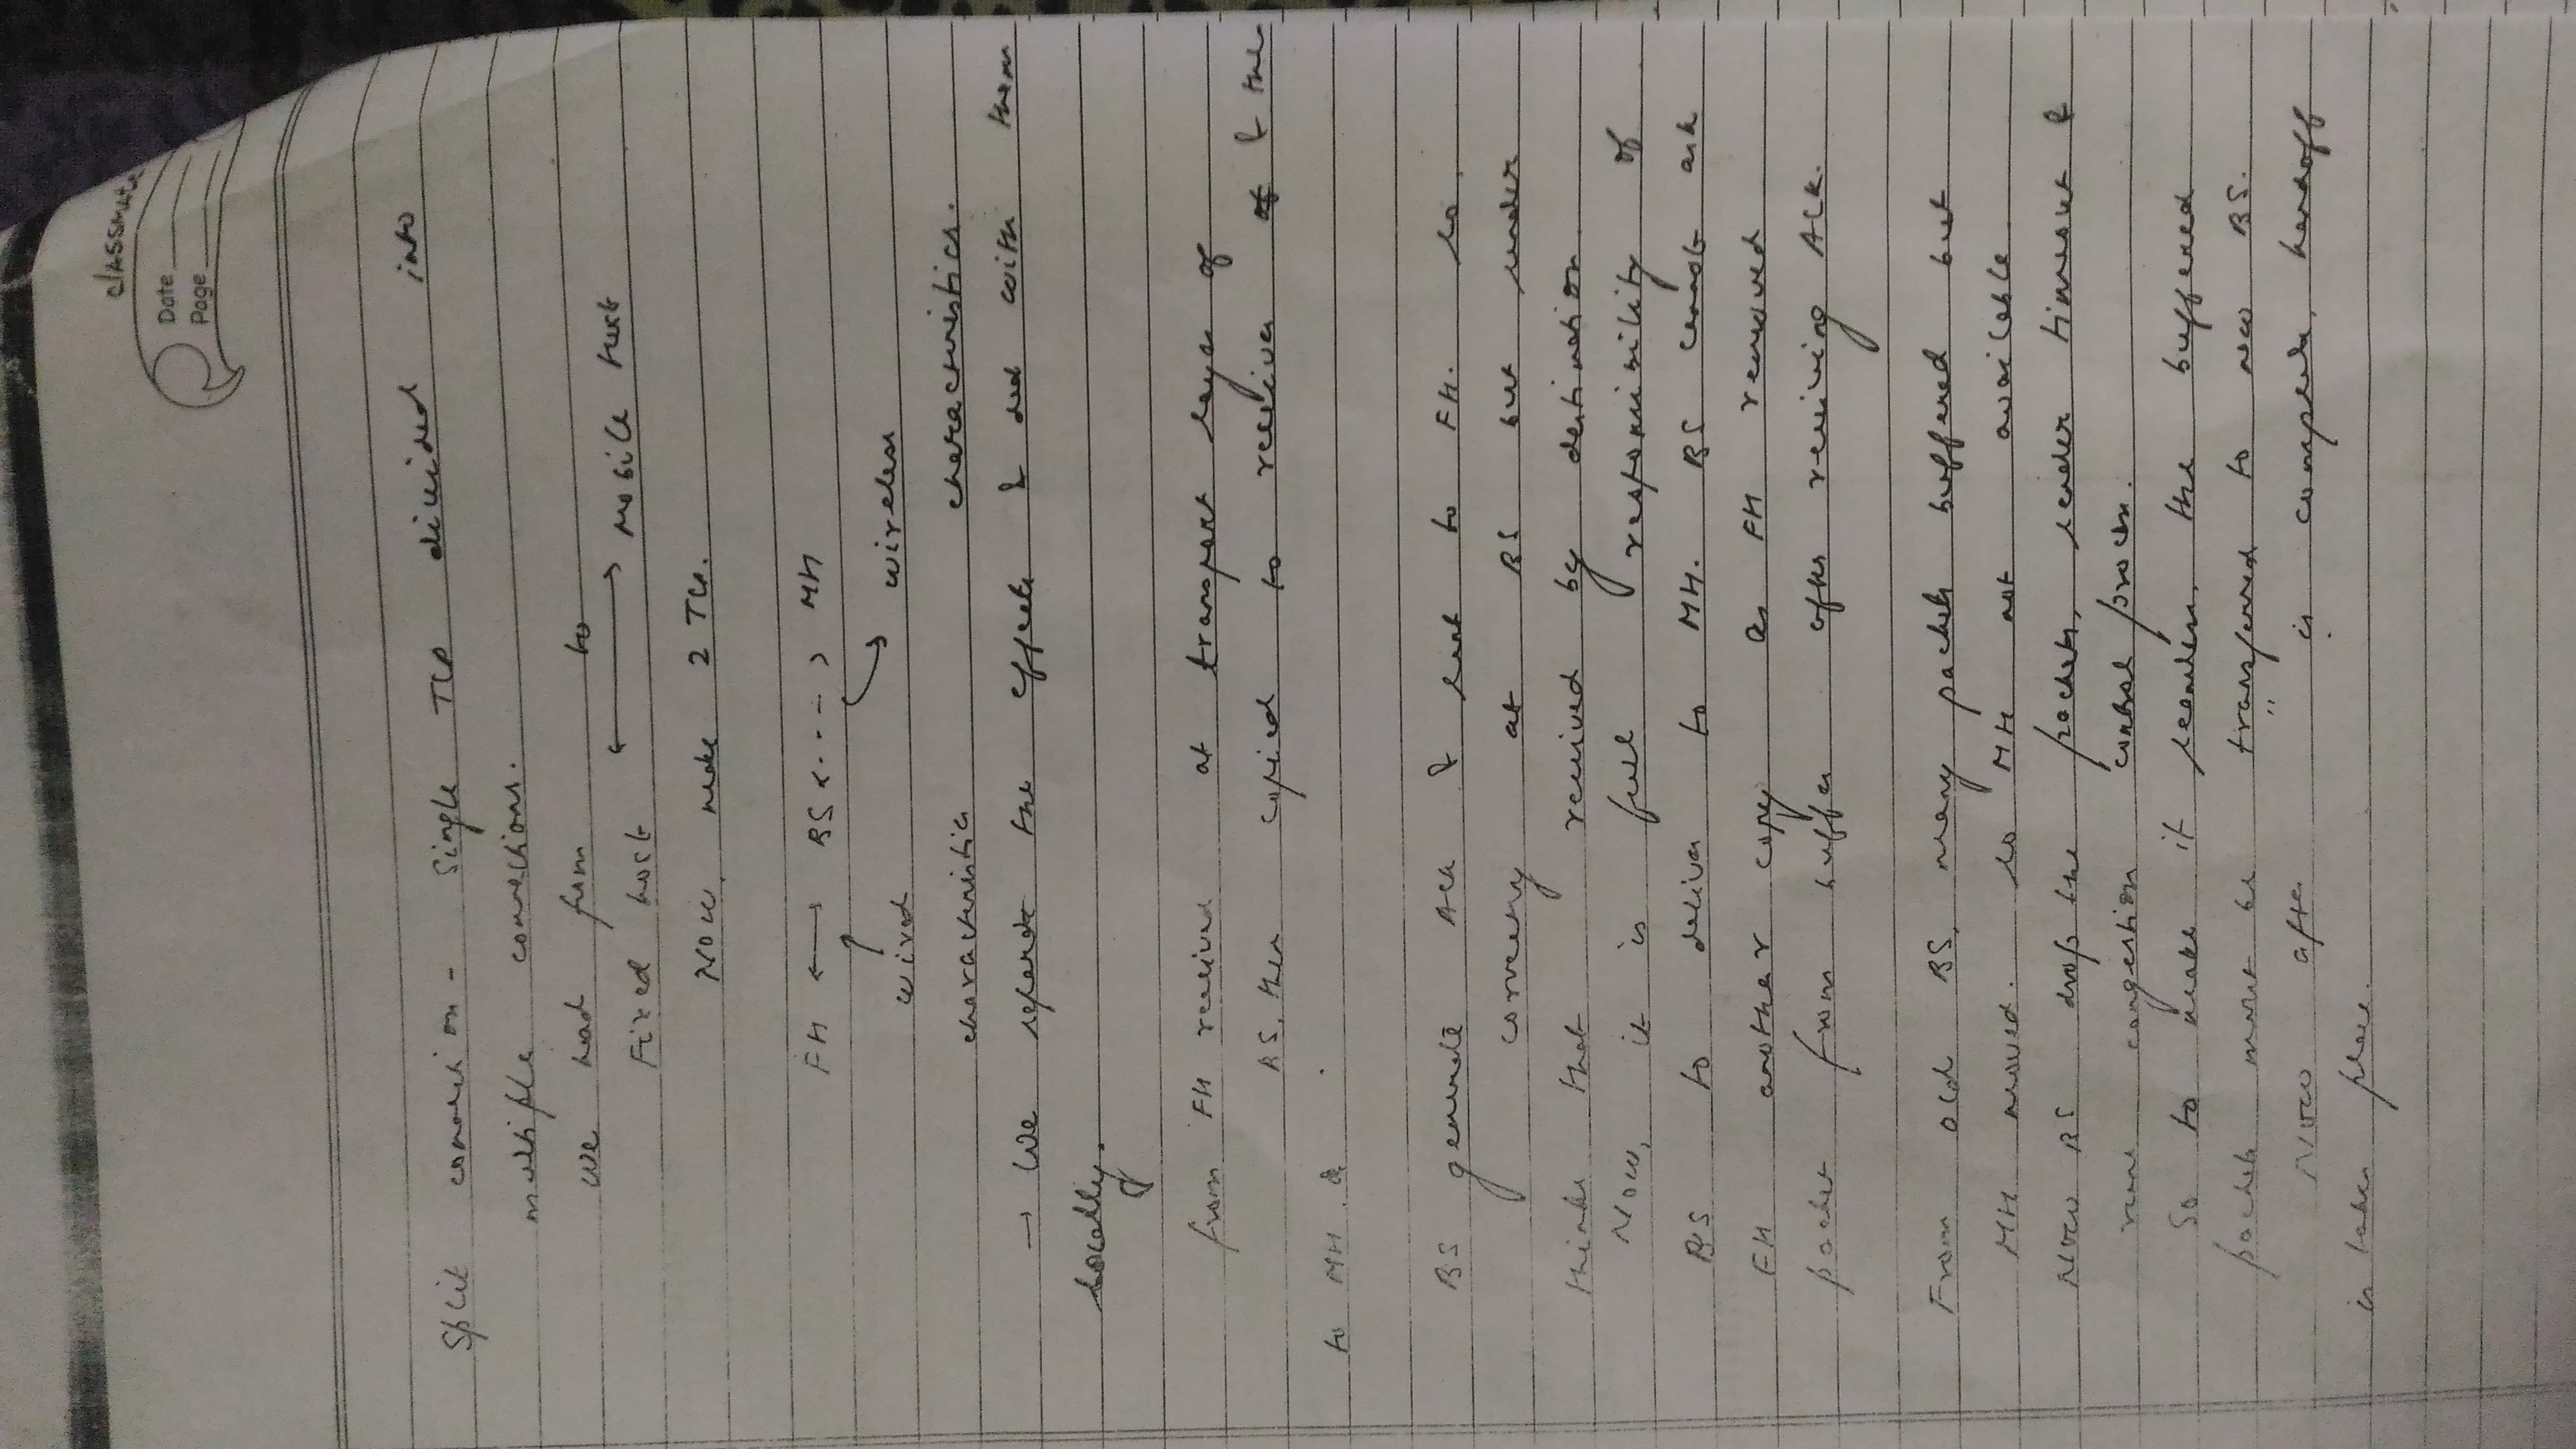 classmate
Date
Page
Split connection - Single TCP divided into
multiple connections.
We had from to
Fixed host ⟷ Mobile host
Now, make 2 TCP.
FH ⟷ BS <---> MH
wired wireless
characteristics characteristics.
→ We separate the effects & deal with them
locally.
from FH received at transport layer of
BS, then copied to receiver of & then
to MH.
BS generate Ack & sent to FH. so,
correctly at BS but sender
thinks that received by destination
Now, it is full responsibility of
BS to deliver to MH. BS cannot ask
FH another copy as FH removed
packet from buffer after receiving ACK.
From old BS, many packets buffered but
MH moved. so MH not available
Now BS drop the packets, sender timeout &
congestion control process.
So to make it seamless, the buffered
packets must be transferred to new BS.
Now after " is complete, handoff
is taken place.